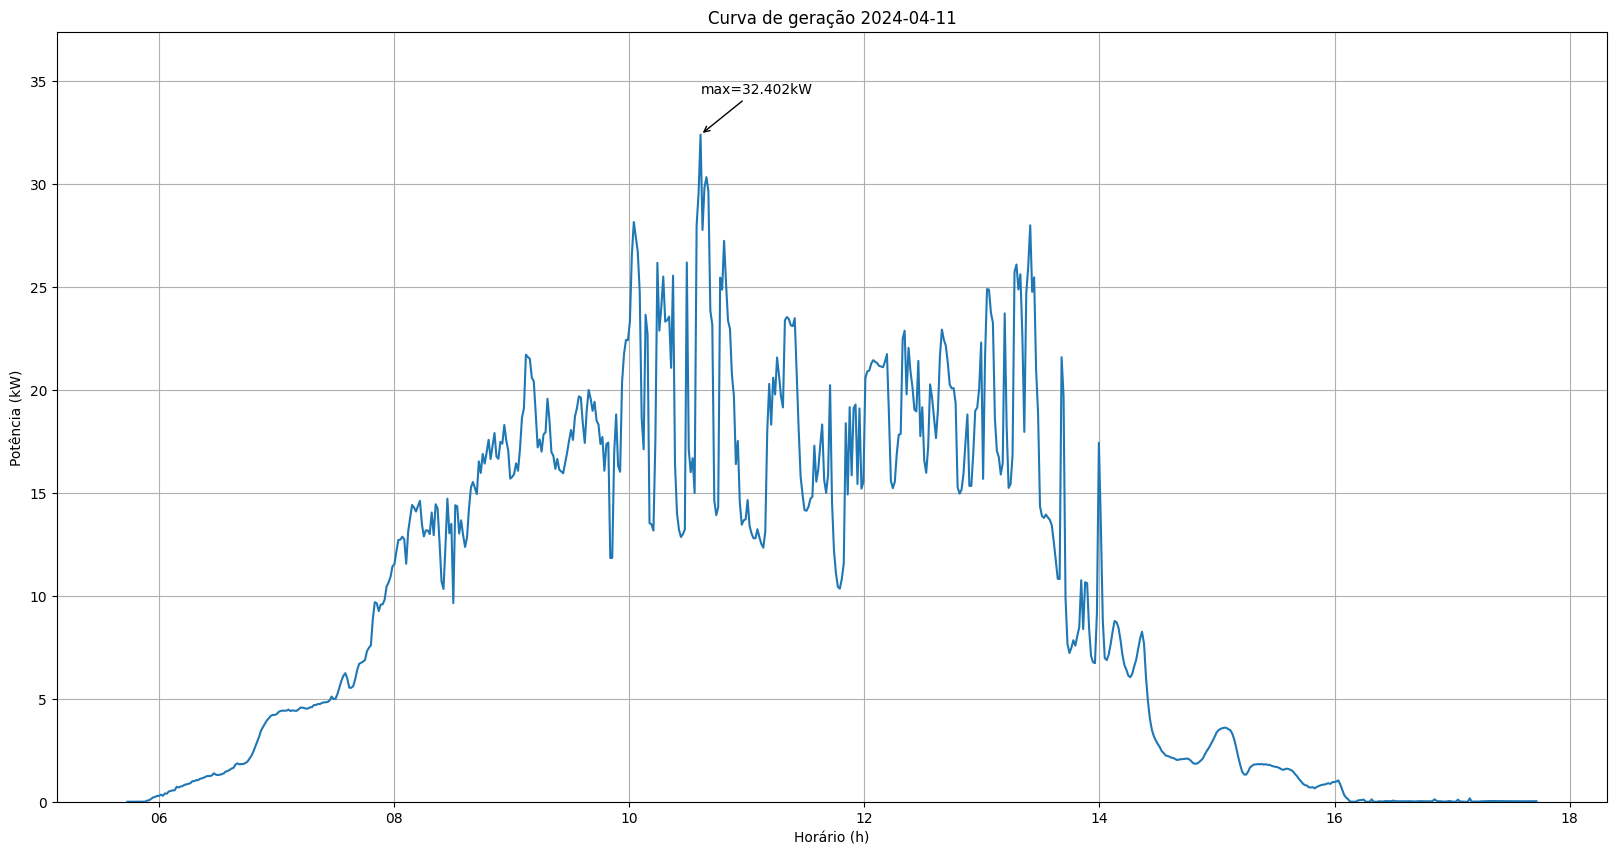 Curva de geração 2024-04-11
max=32.402kW
35
30
25
20
15
10
5
0
Potência (kW)
06 08 10 12 14 16 18
Horário (h)